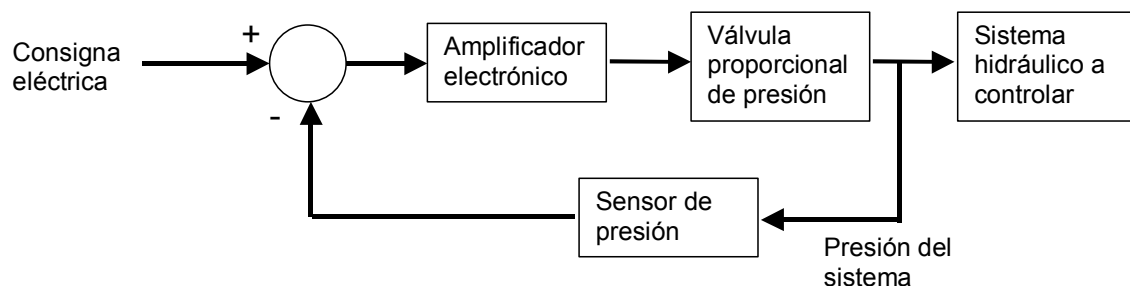 Consigna
eléctrica
+
-
Amplificador
electrónico
Válvula
proporcional
de presión
Sistema
hidráulico a
controlar
Sensor de
presión
Presión del
sistema